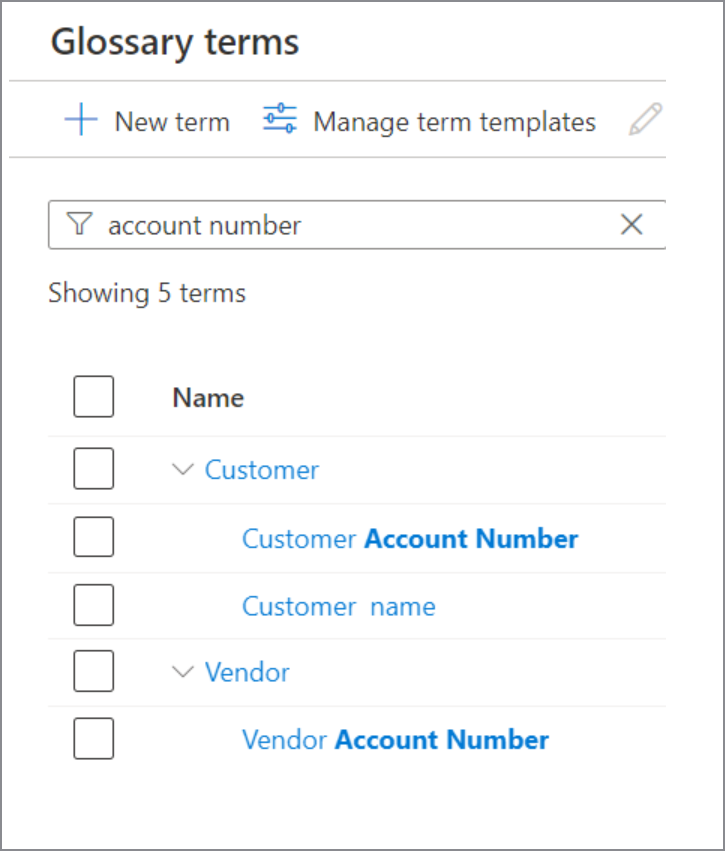 Glossary terms
New term Manage term templates
account number
Showing 5 terms
Name
Customer
Customer Account Number
Customer name
Vendor
Vendor Account Number